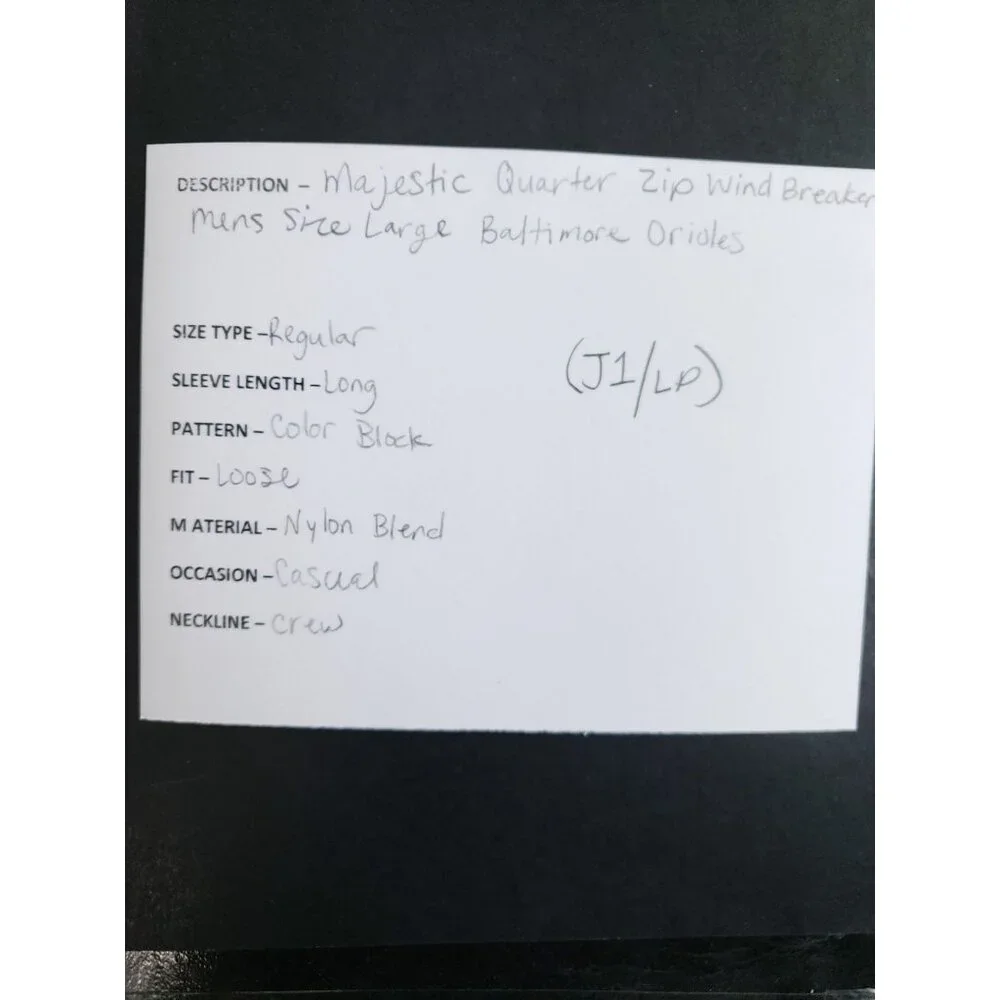 DESCRIPTION – Majestic Quarter Zip Wind Breaker
Mens Size Large Baltimore Orioles
SIZE TYPE – Regular
(J1/LP)
SLEEVE LENGTH – Long
PATTERN – Color Block
FIT – Loose
M ATERIAL – Nylon Blend
OCCASION – Casual
NECKLINE – Crew